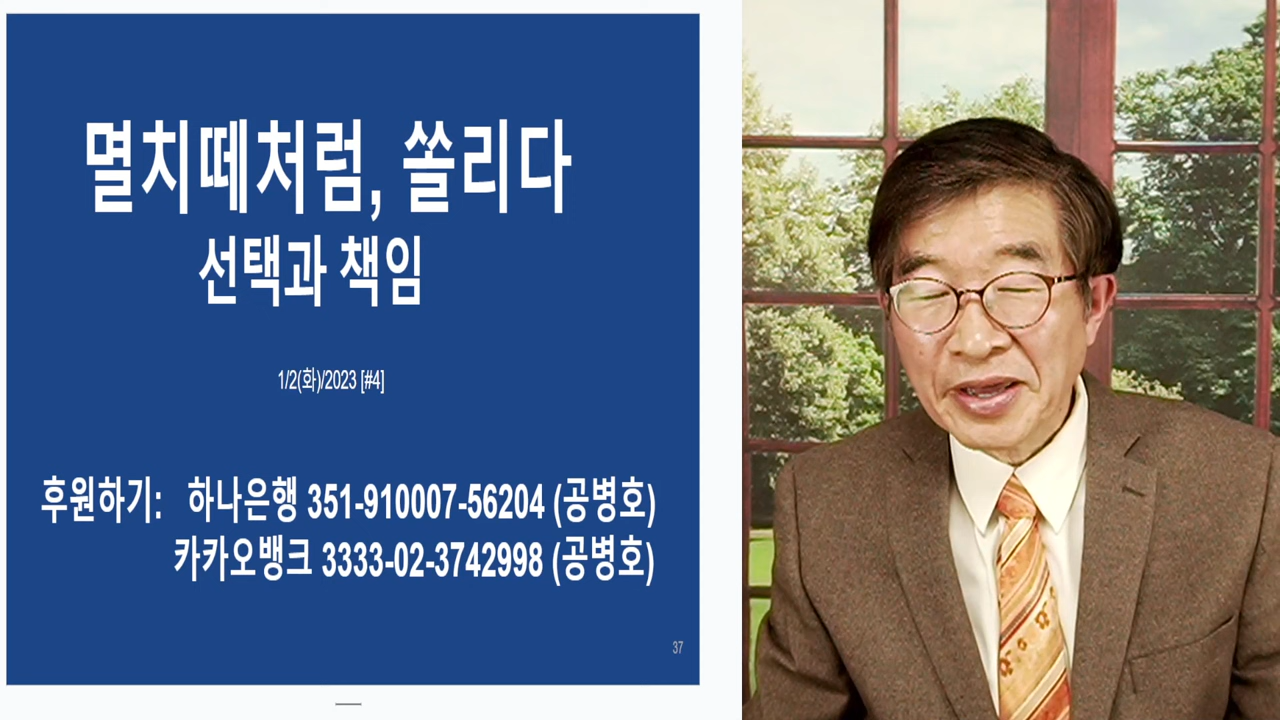 멸치떼처럼, 쏠리다
선택과 책임
1/2(화)/2023 [#4]
후원하기: 하나은행 351-910007-56204 (공병호)
카카오뱅크 3333-02-3742998 (공병호)
37